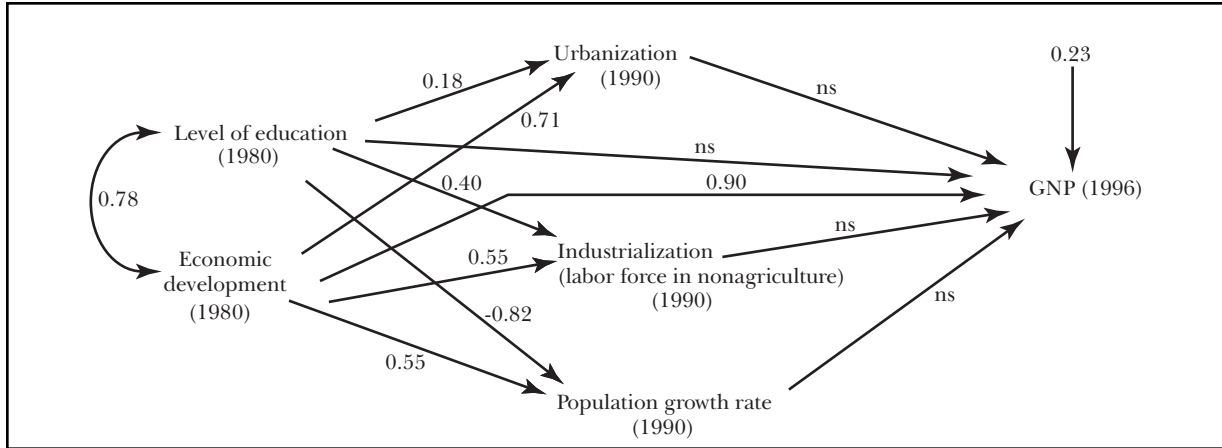 Urbanization
(1990)
0.23
0.18
ns
0.71
Level of education
(1980)
ns
0.40
0.90
GNP (1996)
0.78
ns
Economic
development
(1980)
0.55
Industrialization
(labor force in nonagriculture)
(1990)
ns
-0.82
0.55
Population growth rate
(1990)